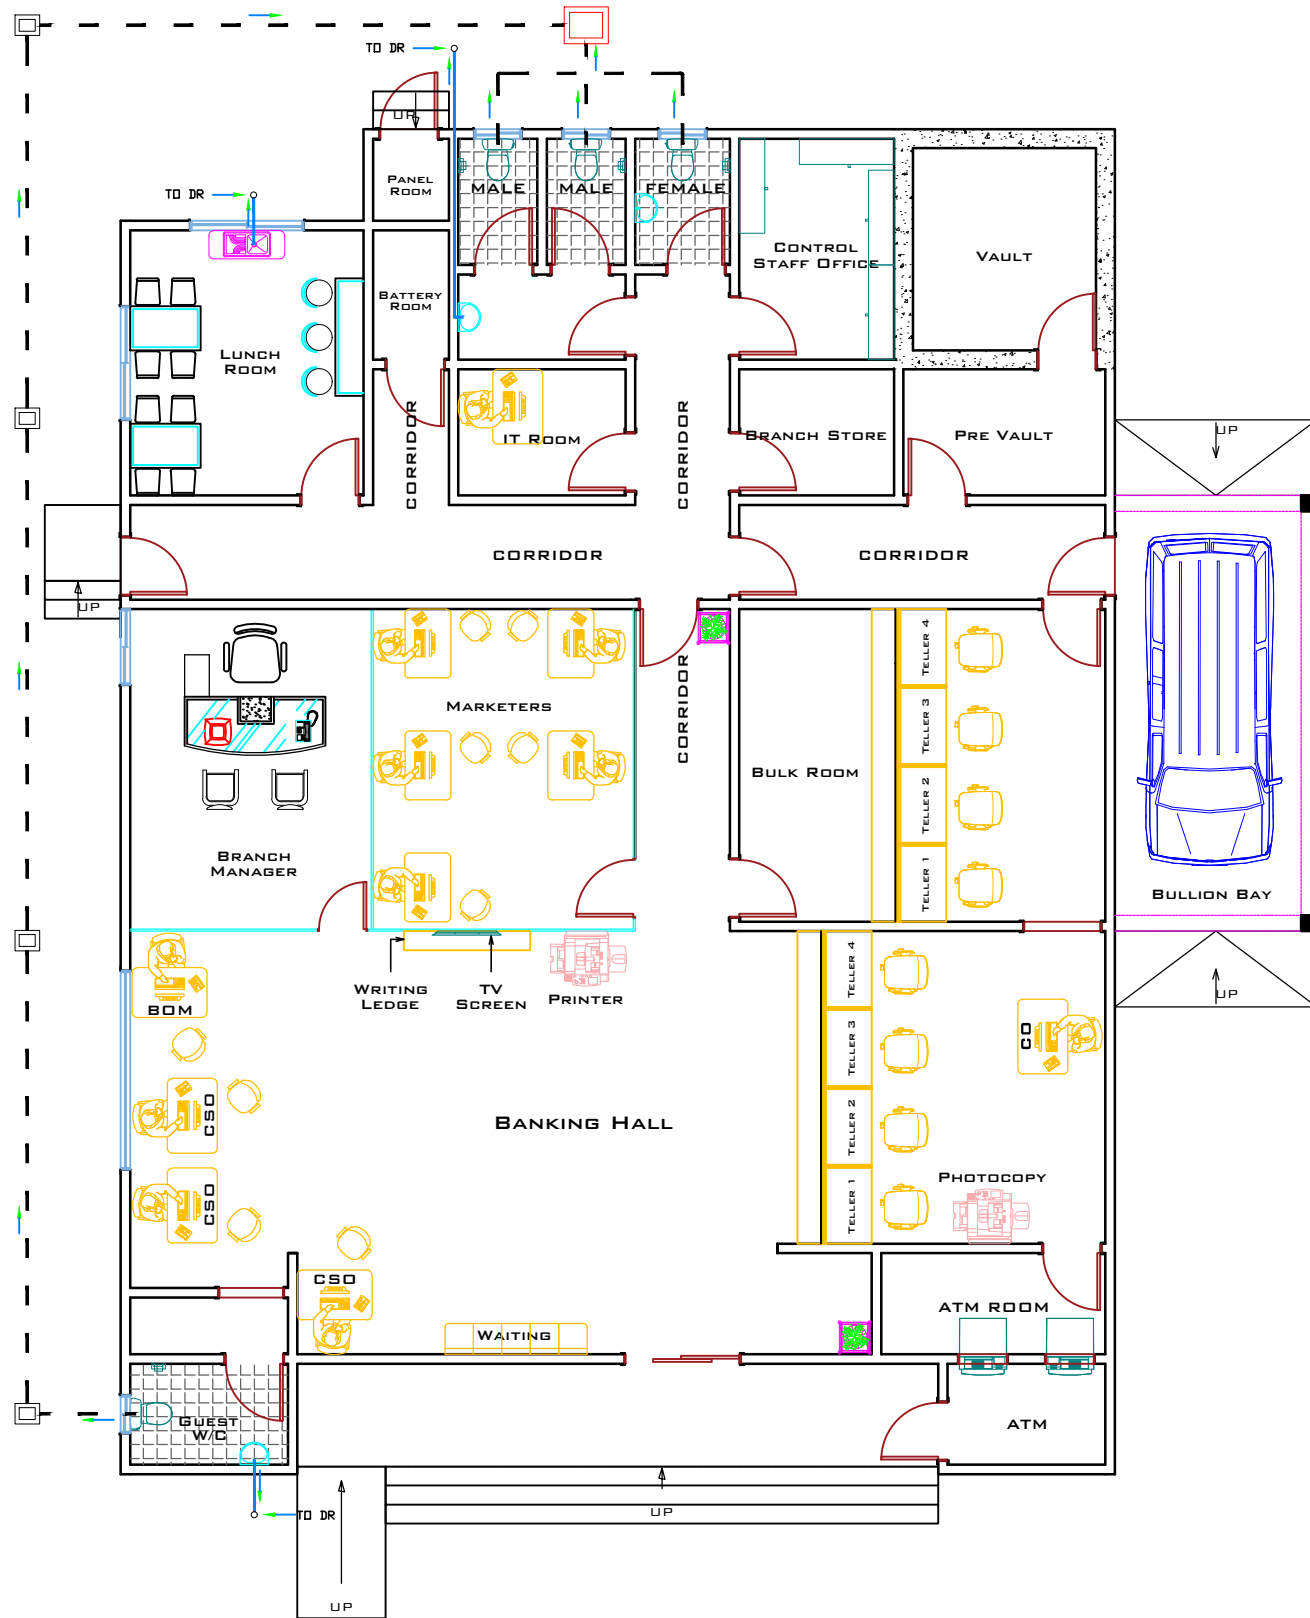 TO DR
UP
PANEL
ROOM
MALE
MALE
FEMALE
TO DR
CONTROL
STAFF OFFICE
VAULT
BATTERY
ROOM
LUNCH
ROOM
CORRIDOR
IT ROOM
CORRIDOR
BRANCH STORE
PRE VAULT
UP
CORRIDOR
CORRIDOR
UP
TELLER 4
MARKETERS
CORRIDOR
TELLER 3
BULK ROOM
TELLER 2
BRANCH
MANAGER
TELLER 1
BULLION BAY
WRITING
LEDGE
TV
SCREEN
PRINTER
TELLER 4
UP
BOM
TELLER 3
CO
CSO
BANKING HALL
TELLER 2
PHOTOCOPY
CSO
TELLER 1
CSO
WAITING
ATM ROOM
GUEST
W/C
ATM
TO DR
UP
UP